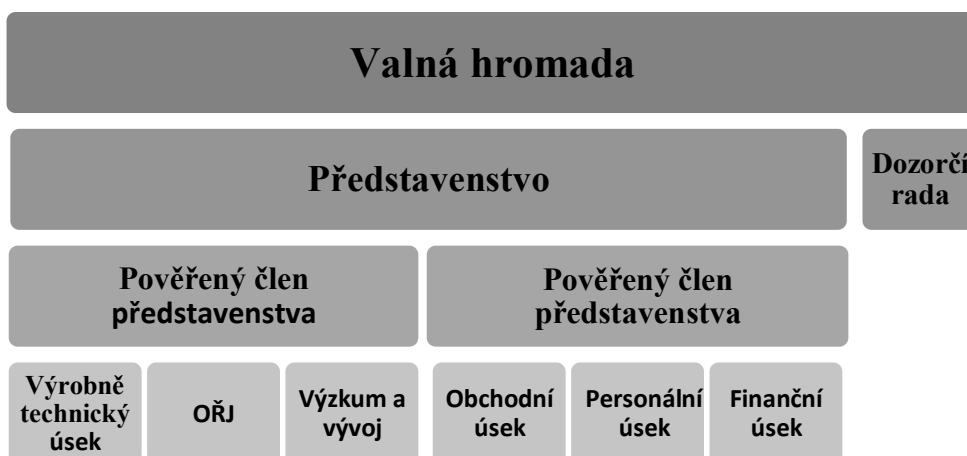 Valná hromada
Představenstvo
Dozorčí
rada
Pověřený člen
představenstva
Pověřený člen
představenstva
Výrobně
technický
úsek
OŘJ
Výzkum a
vývoj
Obchodní
úsek
Personální
úsek
Finanční
úsek